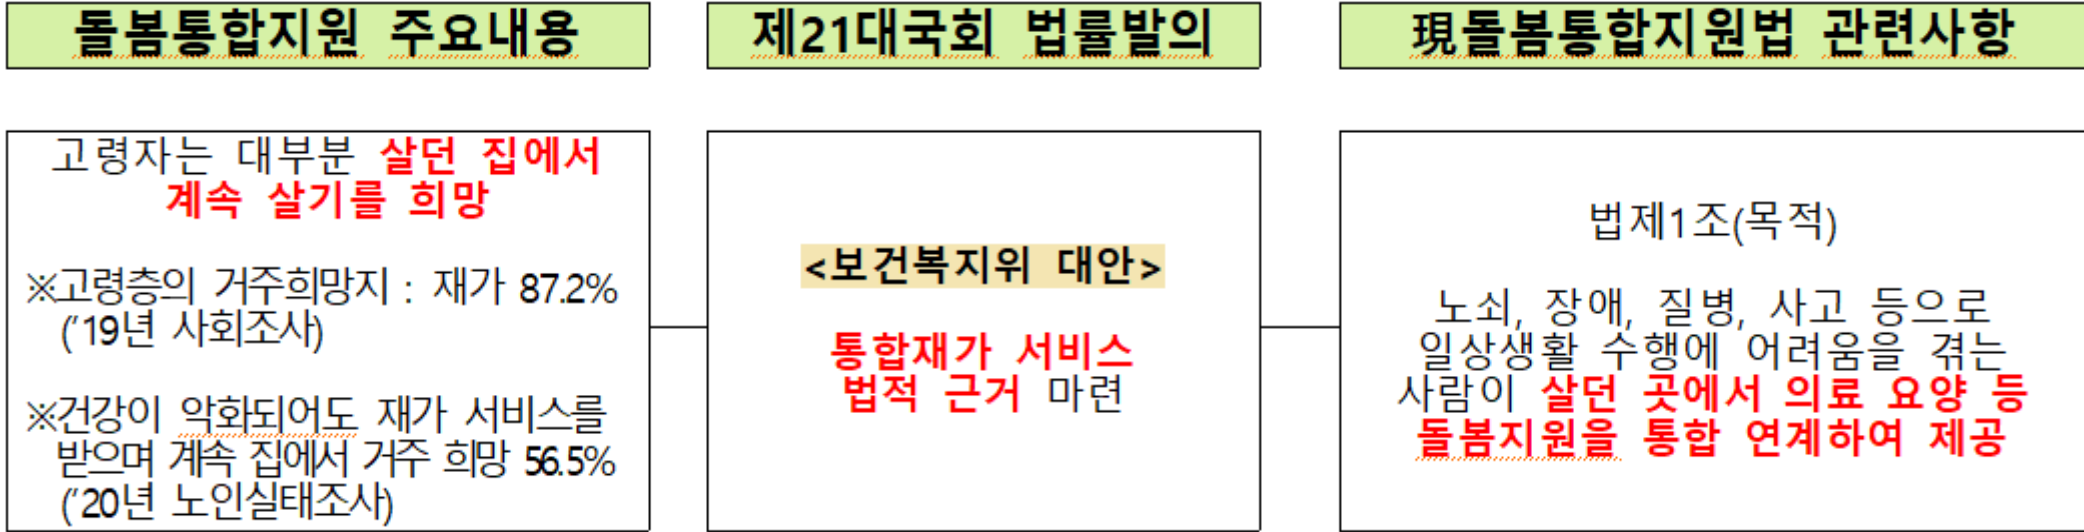 돌봄통합지원 주요내용
제21대국회 법률발의
現돌봄통합지원법 관련사항
고령자는 대부분 살던 집에서
계속 살기를 희망
※고령층의 거주희망지 : 재가 87.2%
('19년 사회조사)
※건강이 악화되어도 재가 서비스를
받으며 계속 집에서 거주 희망 56.5%
('20년 노인실태조사)
<보건복지위 대안>
통합재가 서비스
법적 근거 마련
법제1조(목적)
노쇠, 장애, 질병, 사고 등으로
일상생활 수행에 어려움을 겪는
사람이 살던 곳에서 의료 요양 등
돌봄지원을 통합 연계하여 제공